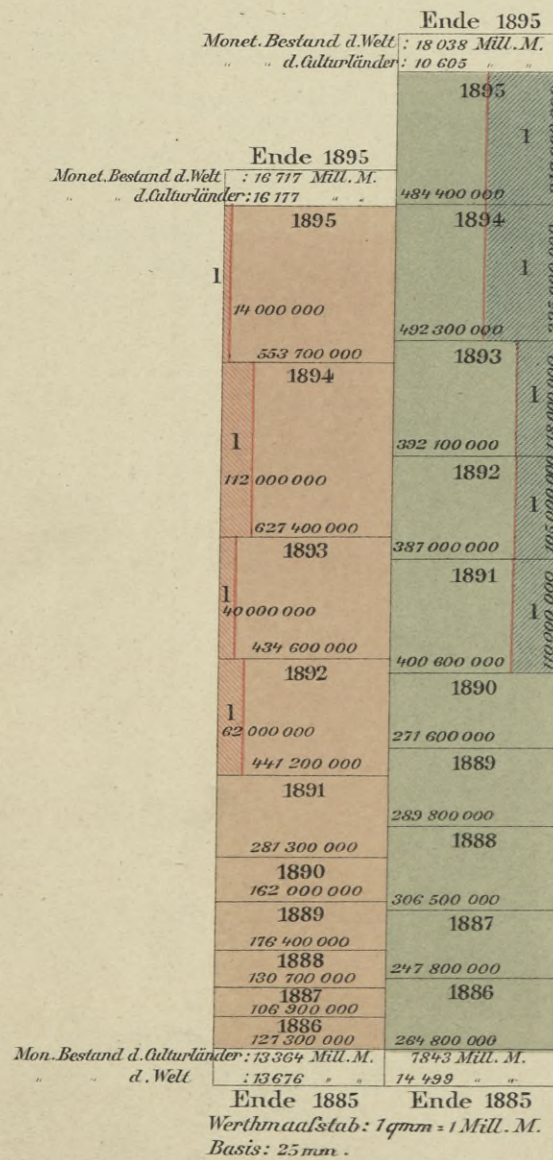 Ende 1895
Monet. Bestand d. Welt : 18 038 Mill. M.
" " d. Culturländer : 10 605 " "
1895
1
484 400 000
1894
1
492 300 000
1893
1
392 100 000
1892
1
387 000 000
1891
1
110 000 000
400 600 000
1890
271 600 000
1889
289 800 000
1888
306 500 000
1887
247 800 000
1886
264 800 000
7843 Mill. M.
14 499 " "
Ende 1885
Ende 1895
Monet. Bestand d. Welt : 16 717 Mill. M.
" " d. Culturländer : 16 177 " "
1895
1
14 000 000
553 700 000
1894
1
112 000 000
627 400 000
1893
1
40 000 000
434 600 000
1892
1
62 000 000
441 200 000
1891
281 300 000
1890
162 000 000
1889
176 400 000
1888
130 700 000
1887
106 900 000
1886
127 300 000
Mon. Bestand d. Culturländer : 13 364 Mill. M.
" " d. Welt : 13 676 " "
Ende 1885
Werthmaaſsstab : 1 qmm = 1 Mill. M.
Basis : 25 mm.